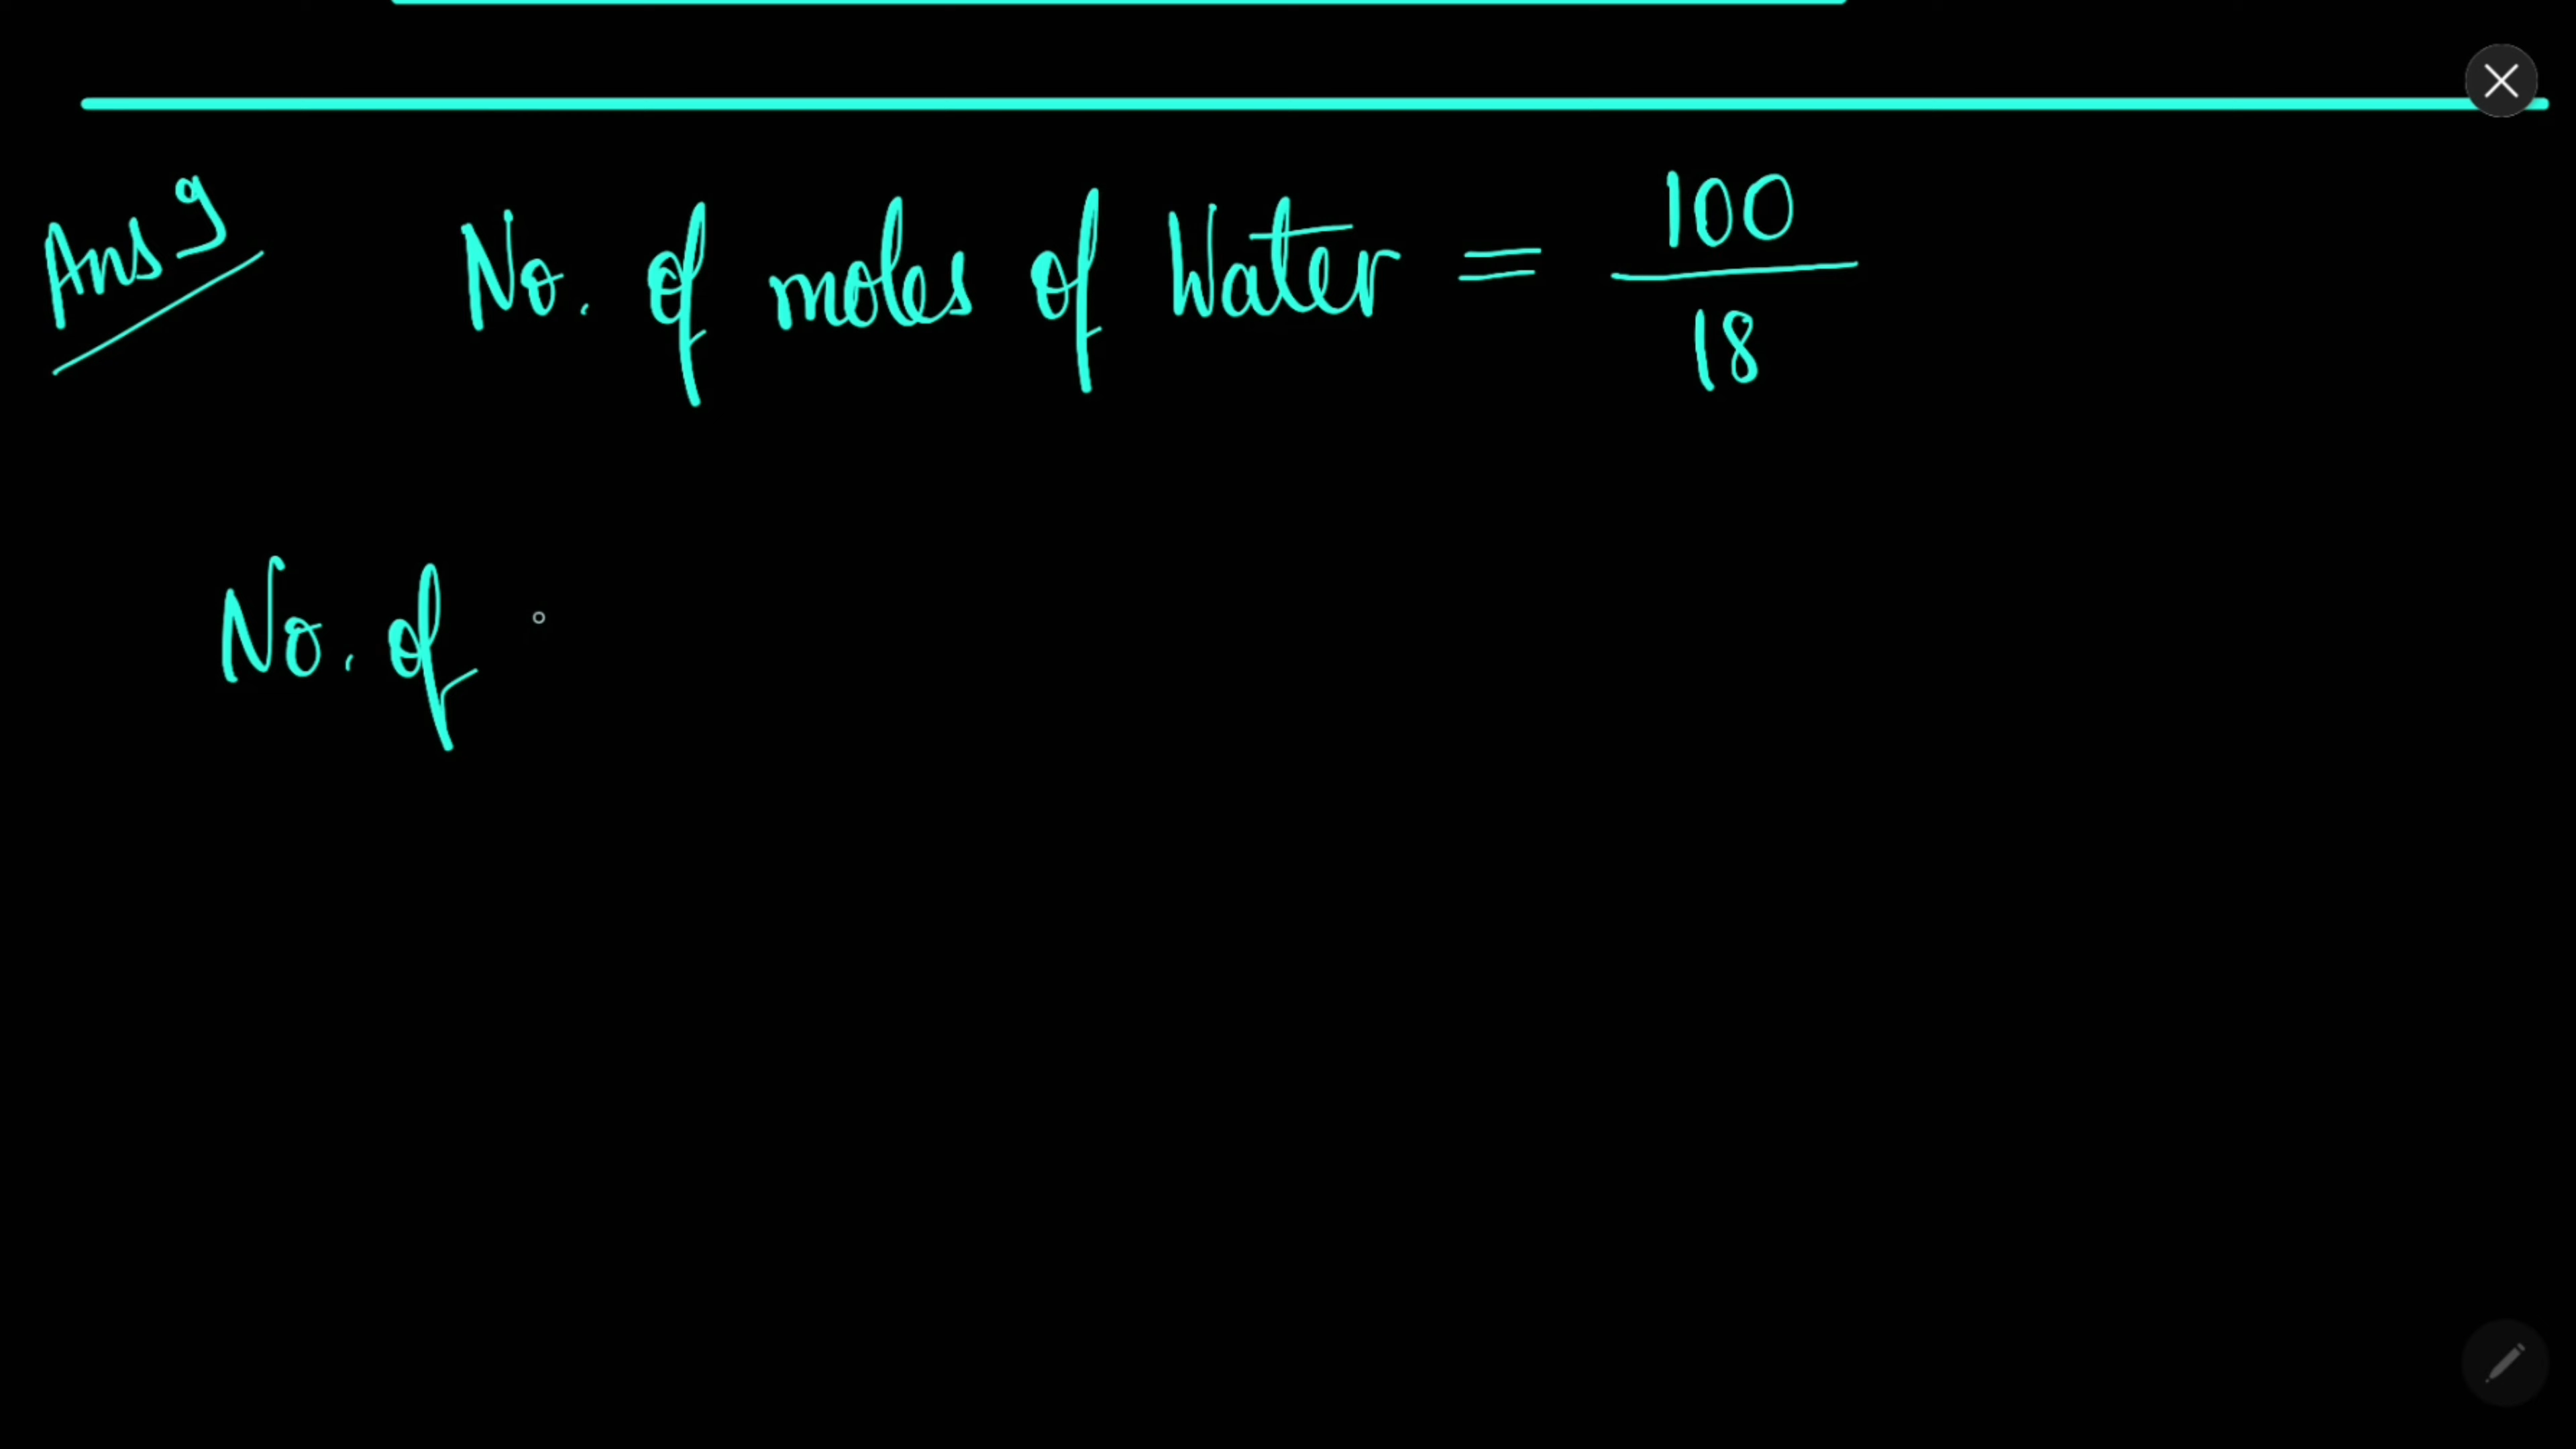 Ans 9 No. of moles of Water = 100/18
No. of